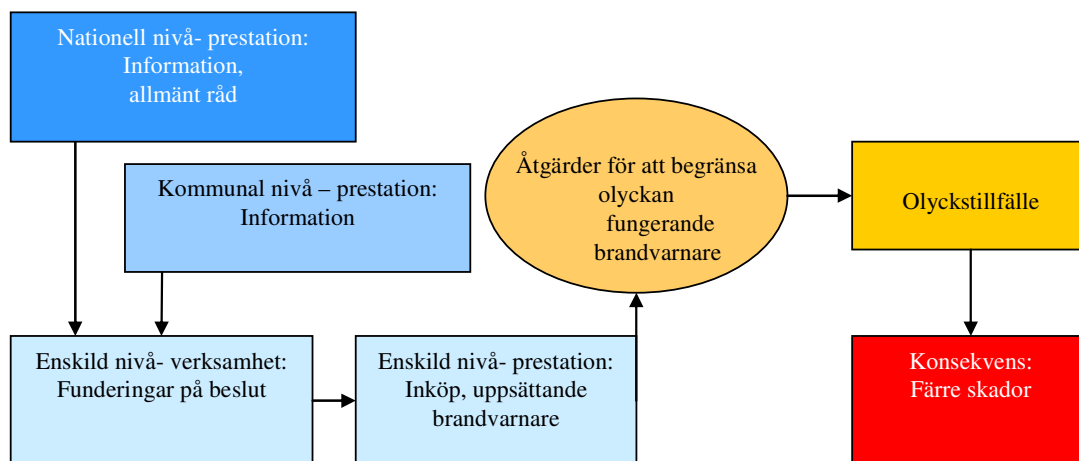 Nationell nivå- prestation:
Information,
allmänt råd
Kommunal nivå – prestation:
Information
Åtgärder för att begränsa
olyckan
fungerande
brandvarnare
Olyckstillfälle
Enskild nivå- verksamhet:
Funderingar på beslut
Enskild nivå- prestation:
Inköp, uppsättande
brandvarnare
Konsekvens:
Färre skador